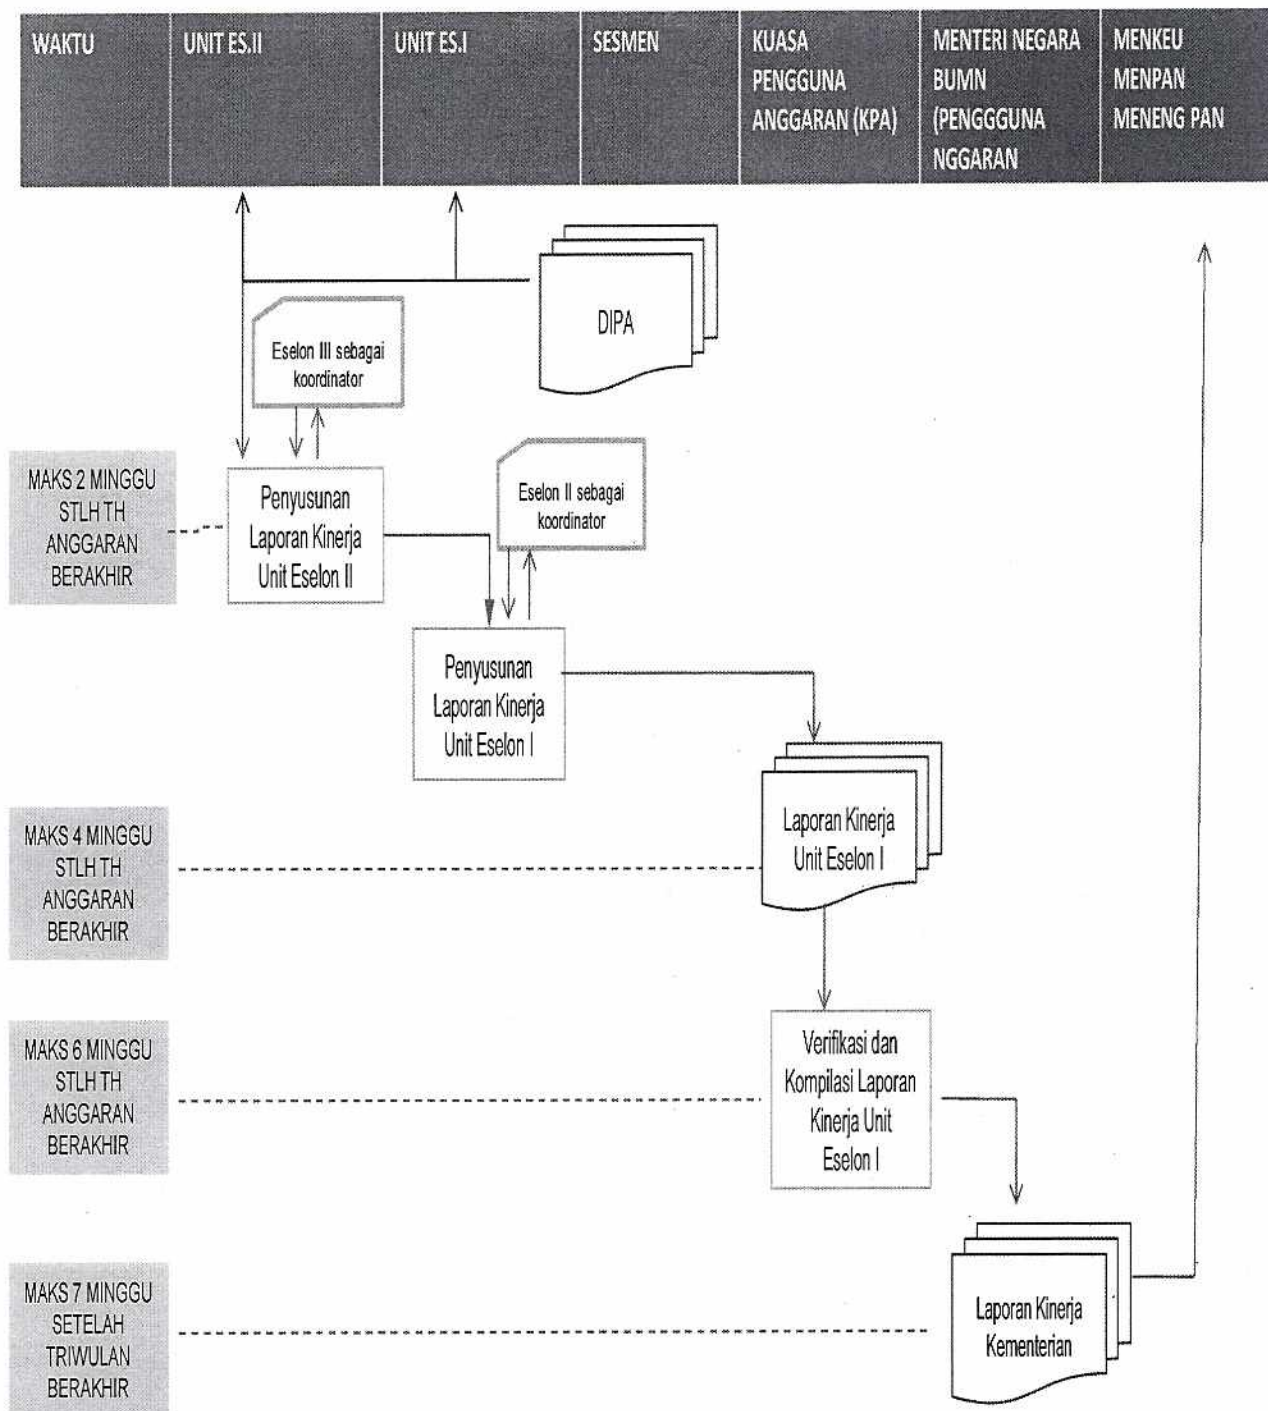 WAKTU
UNIT ES.II
UNIT ES.I
SESMEN
KUASA
PENGGUNA
ANGGARAN (KPA)
MENTERI NEGARA
BUMN
(PENGGGUNA
NGGARAN
MENKEU
MENPAN
MENENG PAN
DIPA
Eselon III sebagai
koordinator
MAKS 2 MINGGU
STLH TH
ANGGARAN
BERAKHIR
Penyusunan
Laporan Kinerja
Unit Eselon II
Eselon II sebagai
koordinator
Penyusunan
Laporan Kinerja
Unit Eselon I
MAKS 4 MINGGU
STLH TH
ANGGARAN
BERAKHIR
Laporan Kinerja
Unit Eselon I
MAKS 6 MINGGU
STLH TH
ANGGARAN
BERAKHIR
Verifikasi dan
Kompilasi Laporan
Kinerja Unit
Eselon I
MAKS 7 MINGGU
SETELAH
TRIWULAN
BERAKHIR
Laporan Kinerja
Kementerian